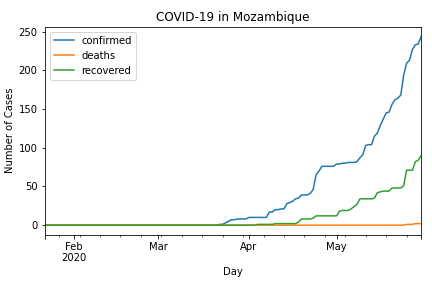 COVID-19 in Mozambique
confirmed
deaths
recovered
250
200
150
100
50
0
Number of Cases
Feb
2020
Mar
Apr
May
Day